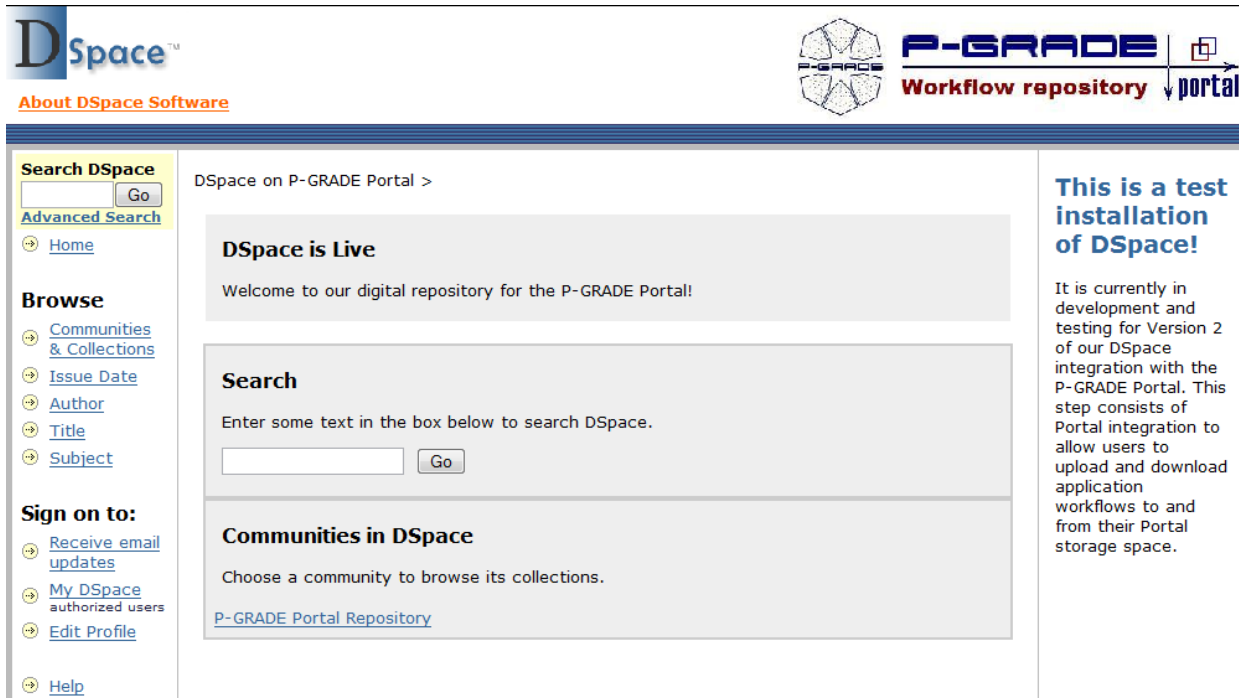 DSpace™
About DSpace Software
P-GRADE
P-GRADE
Workflow repository
portal
Search DSpace
Go
Advanced Search
Home
Browse
Communities
& Collections
Issue Date
Author
Title
Subject
Sign on to:
Receive email
updates
My DSpace
authorized users
Edit Profile
Help
DSpace on P-GRADE Portal >
DSpace is Live
Welcome to our digital repository for the P-GRADE Portal!
Search
Enter some text in the box below to search DSpace.
Go
Communities in DSpace
Choose a community to browse its collections.
P-GRADE Portal Repository
This is a test
installation
of DSpace!
It is currently in
development and
testing for Version 2
of our DSpace
integration with the
P-GRADE Portal. This
step consists of
Portal integration to
allow users to
upload and download
application
workflows to and
from their Portal
storage space.